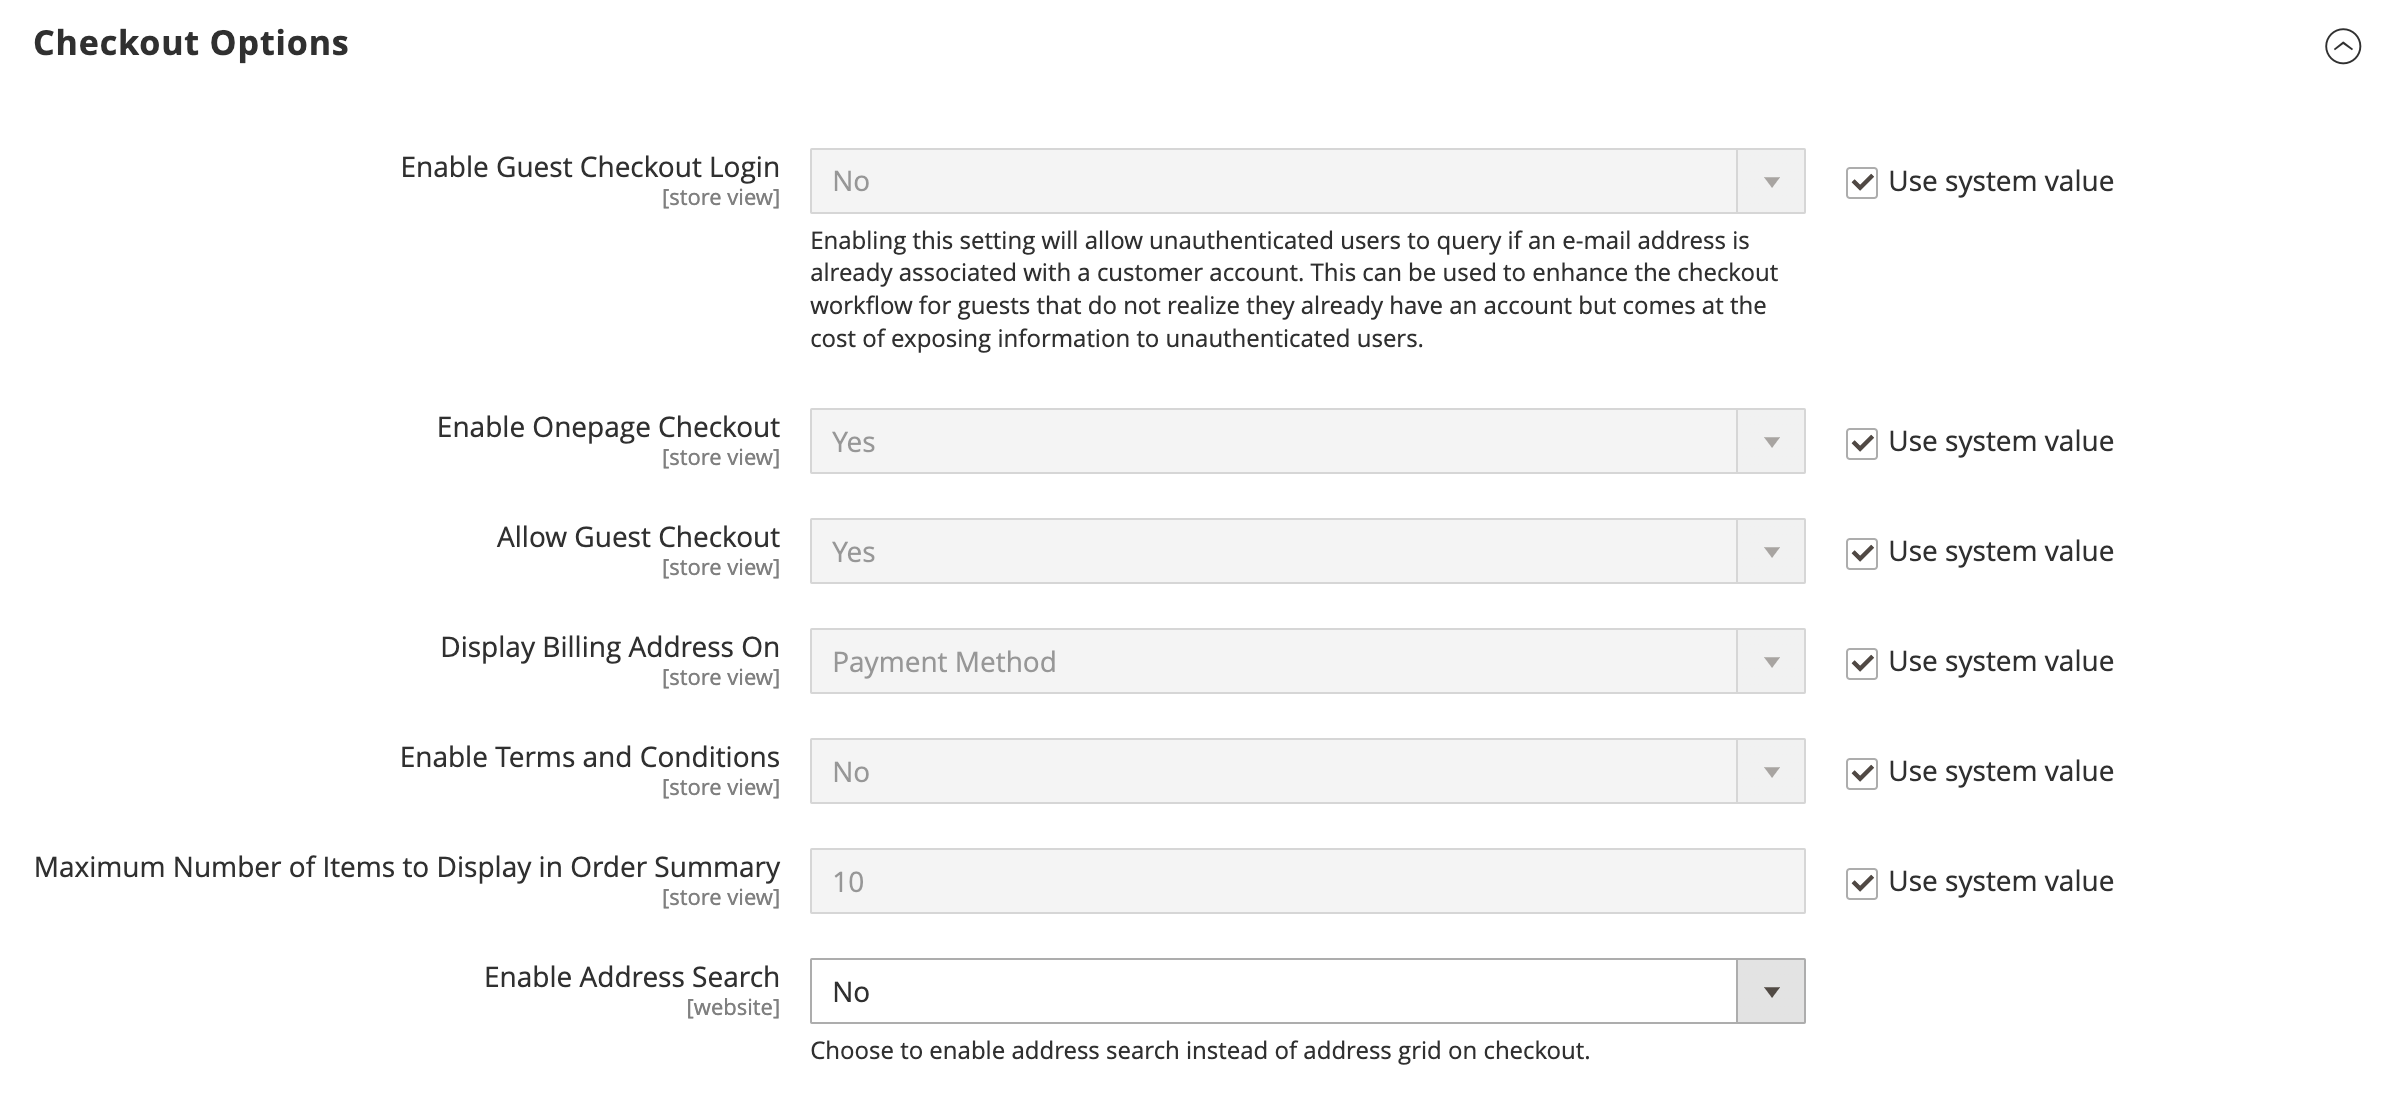 Checkout Options
Enable Guest Checkout Login
[store view]
No
Use system value
Enabling this setting will allow unauthenticated users to query if an e-mail address is
already associated with a customer account. This can be used to enhance the checkout
workflow for guests that do not realize they already have an account but comes at the
cost of exposing information to unauthenticated users.
Enable Onepage Checkout
[store view]
Yes
Use system value
Allow Guest Checkout
[store view]
Yes
Use system value
Display Billing Address On
[store view]
Payment Method
Use system value
Enable Terms and Conditions
[store view]
No
Use system value
Maximum Number of Items to Display in Order Summary
[store view]
10
Use system value
Enable Address Search
[website]
No
Choose to enable address search instead of address grid on checkout.